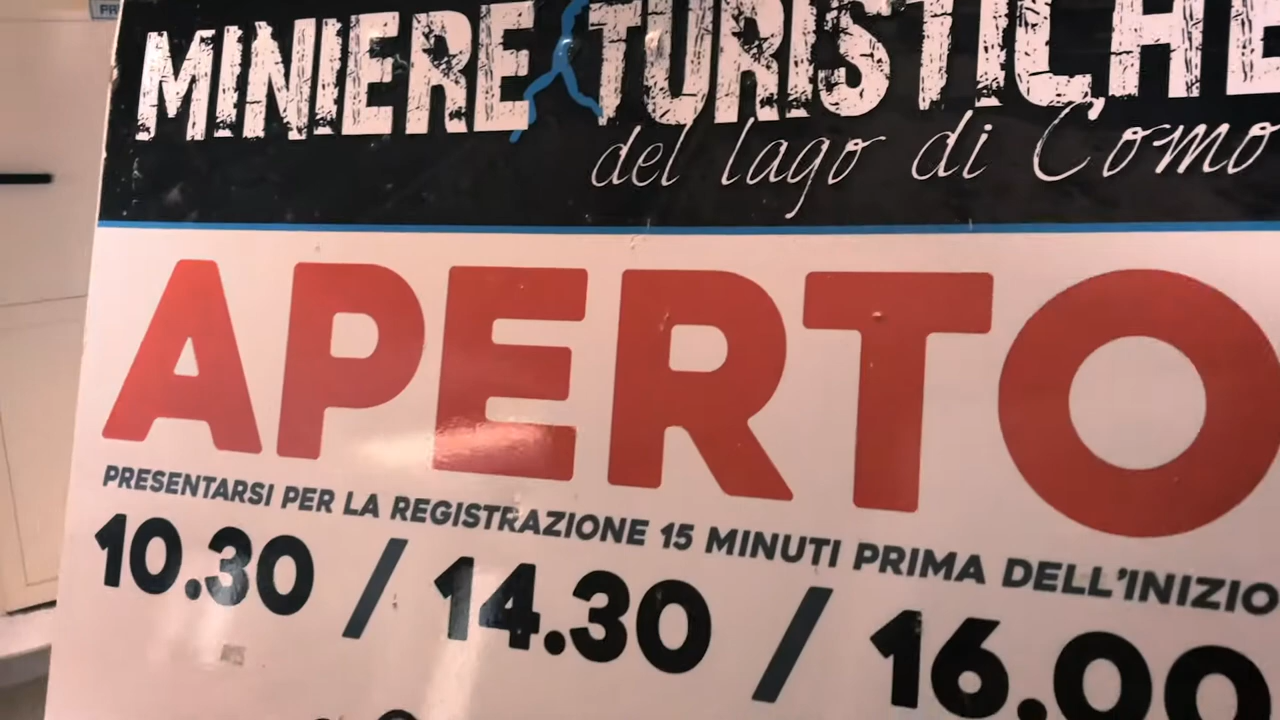 MINIERE TURISTICHE
del lago di Como
APERTO
PRESENTARSI PER LA REGISTRAZIONE 15 MINUTI PRIMA DELL'INIZIO
10.30 / 14.30 / 16.00